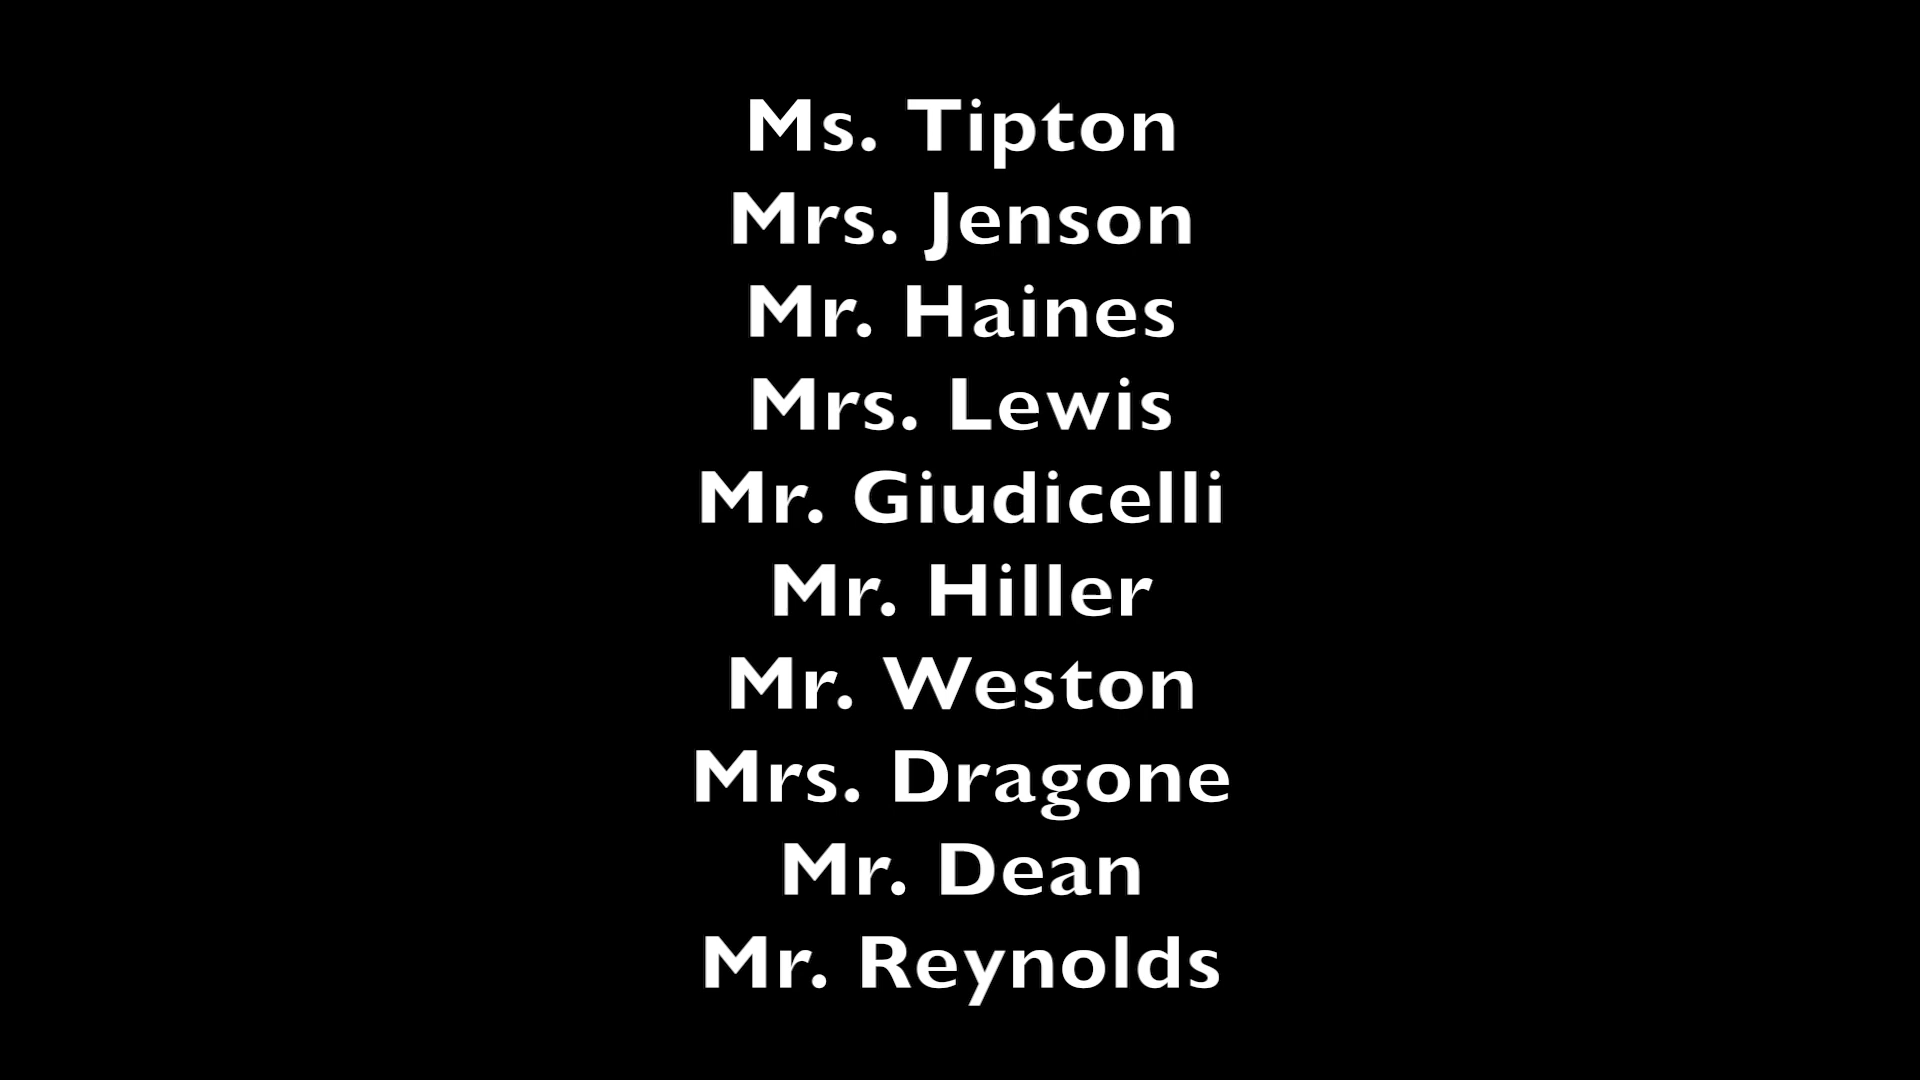 Ms. Tipton
Mrs. Jenson
Mr. Haines
Mrs. Lewis
Mr. Giudicelli
Mr. Hiller
Mr. Weston
Mrs. Dragone
Mr. Dean
Mr. Reynolds